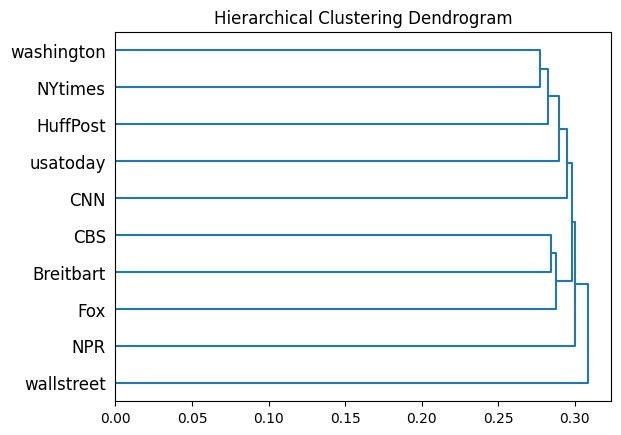 Hierarchical Clustering Dendrogram
washington
NYtimes
HuffPost
usatoday
CNN
CBS
Breitbart
Fox
NPR
wallstreet
0.00 0.05 0.10 0.15 0.20 0.25 0.30